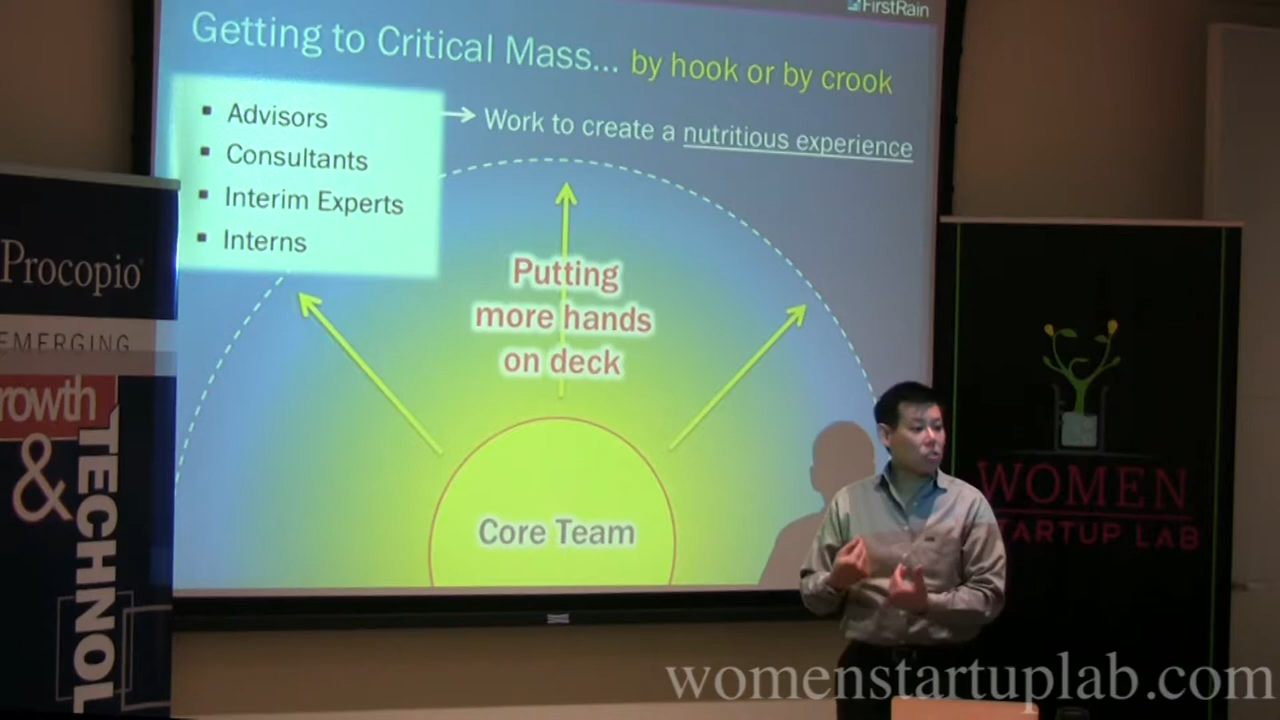 FirstRain
Getting to Critical Mass... by hook or by crook
▪ Advisors
▪ Consultants
▪ Interim Experts
▪ Interns
Work to create a nutritious experience
Putting
more hands
on deck
Core Team
Procopio
EMERGING
rowth
&
TECHNOL
WOMEN
TARTUP LAB
womenstartuplab.com